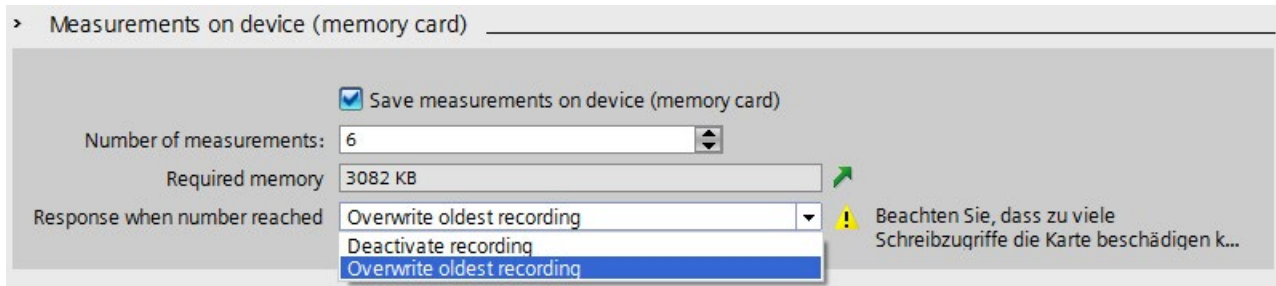 Measurements on device (memory card)
Save measurements on device (memory card)
Number of measurements: 6
Required memory 3082 KB
Response when number reached Overwrite oldest recording
Beachten Sie, dass zu viele
Schreibzugriffe die Karte beschädigen k...
Deactivate recording
Overwrite oldest recording